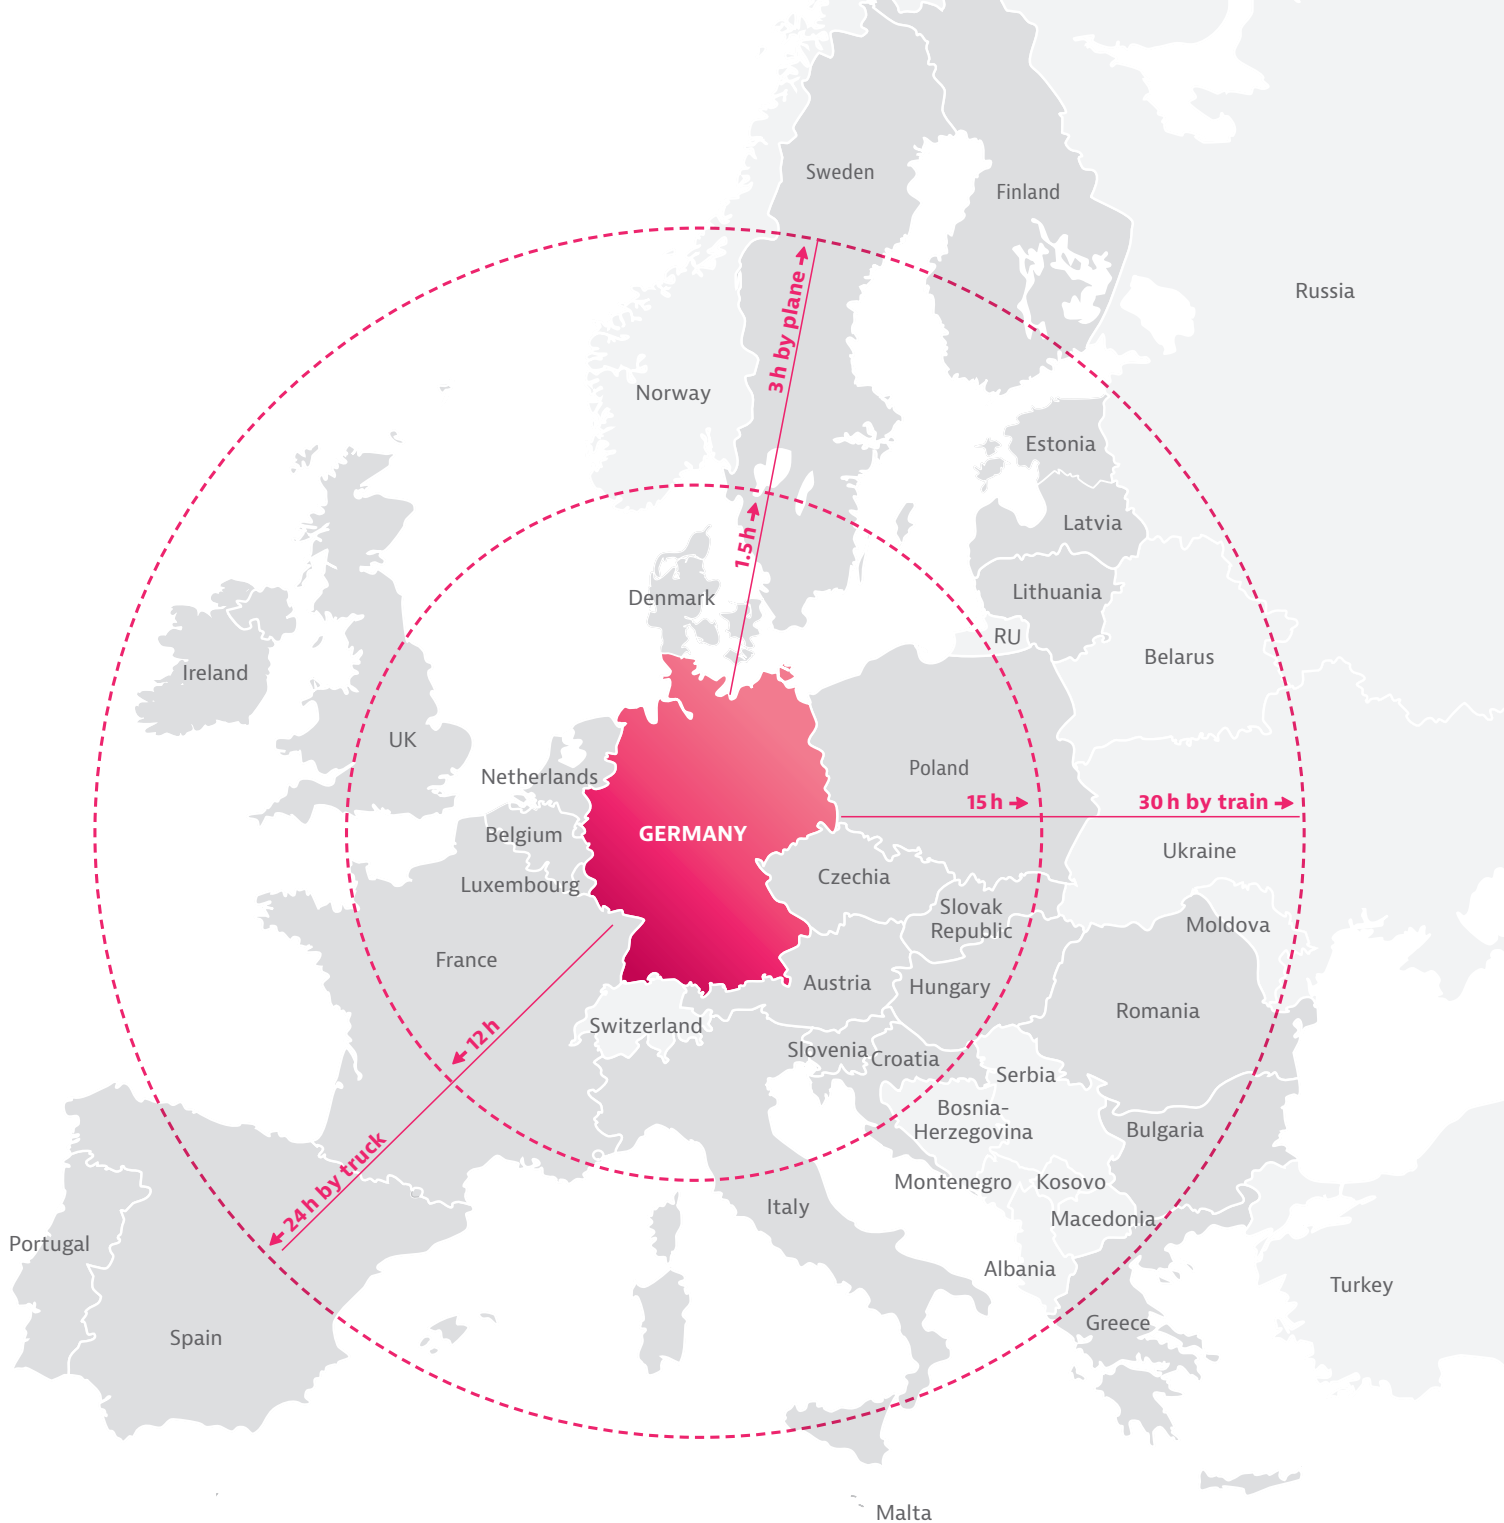 Sweden
Finland
Russia
3 h by plane
Norway
Estonia
Latvia
1.5 h
Lithuania
Denmark
RU
Belarus
Ireland
UK
Poland
Netherlands
15 h
30 h by train
GERMANY
Belgium
Ukraine
Czechia
Luxembourg
Slovak
Republic
Moldova
France
Austria
Hungary
Romania
Switzerland
12 h
Slovenia
Croatia
Serbia
Bosnia-
Herzegovina
Bulgaria
24 h by truck
Montenegro
Kosovo
Italy
Macedonia
Portugal
Albania
Turkey
Greece
Spain
Malta